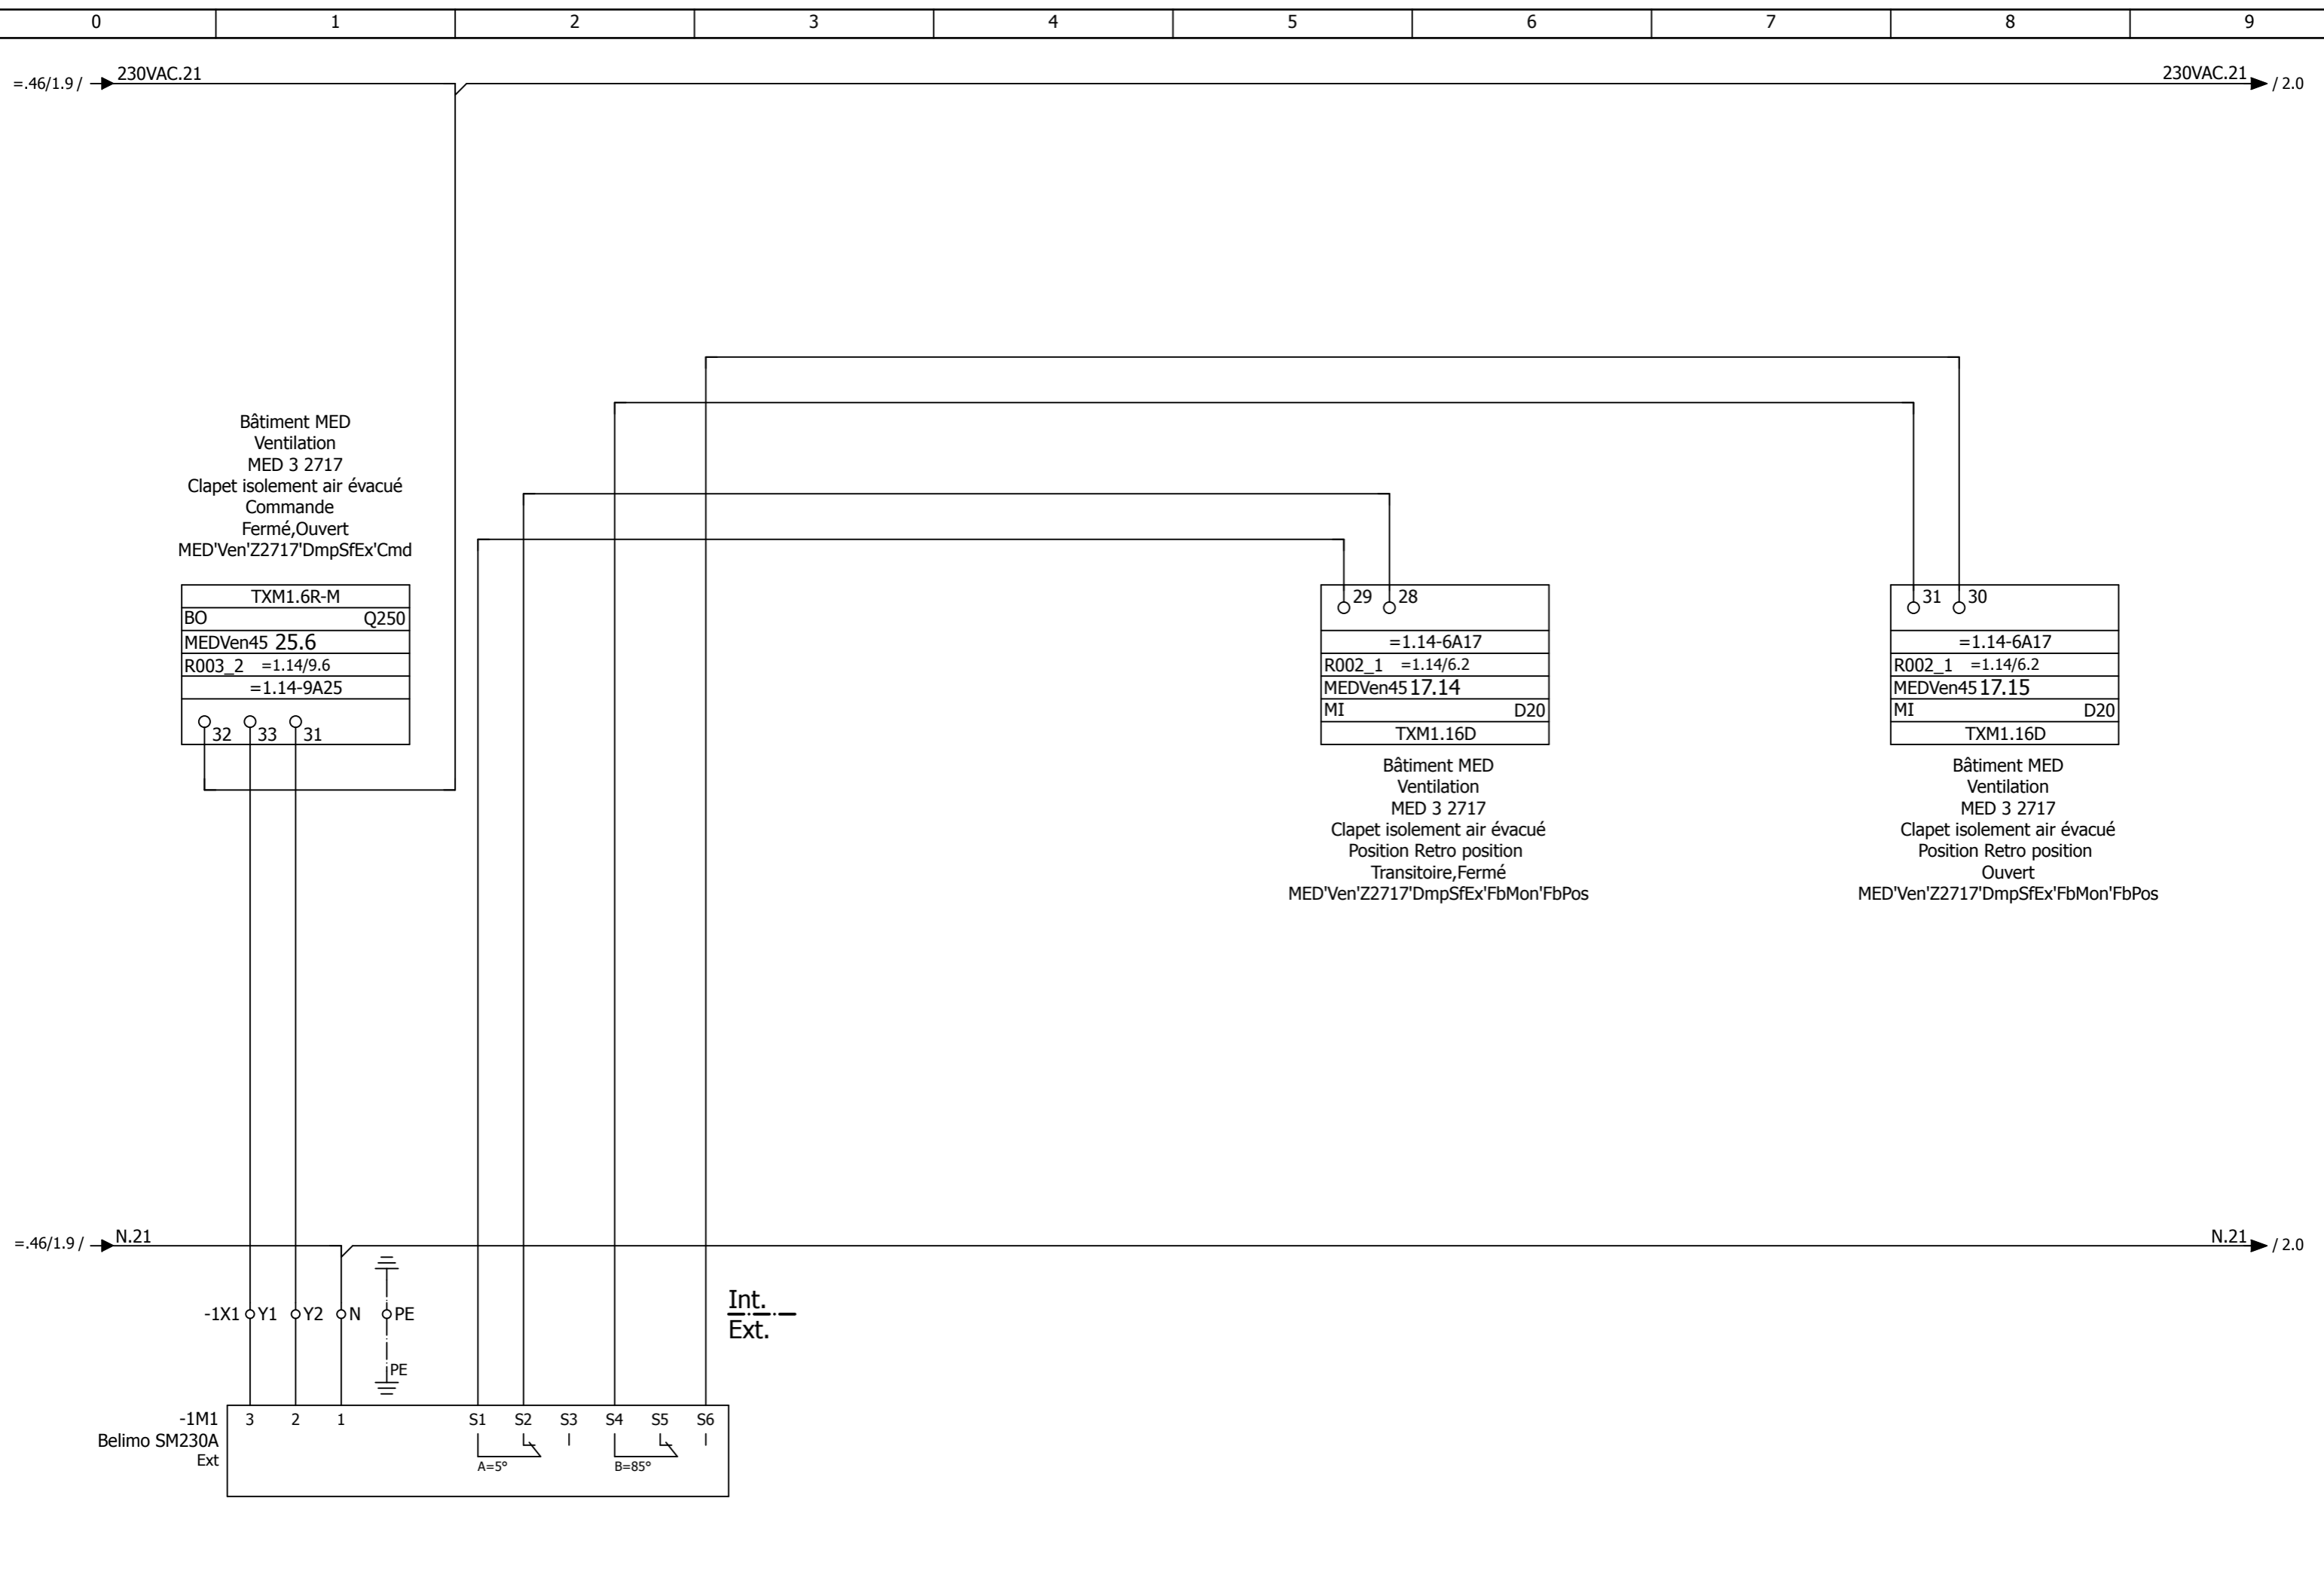 0 1 2 3 4 5 6 7 8 9
=.46/1.9 / 230VAC.21 230VAC.21 / 2.0
Bâtiment MED
Ventilation
MED 3 2717
Clapet isolement air évacué
Commande
Fermé,Ouvert
MED'Ven'Z2717'DmpSfEx'Cmd
TXM1.6R-M
BO Q250
MEDVen45 25.6
R003_2 =1.14/9.6
=1.14-9A25
32 33 31
29 28
=1.14-6A17
R002_1 =1.14/6.2
MEDVen45 17.14
MI D20
TXM1.16D
Bâtiment MED
Ventilation
MED 3 2717
Clapet isolement air évacué
Position Retro position
Transitoire,Fermé
MED'Ven'Z2717'DmpSfEx'FbMon'FbPos
31 30
=1.14-6A17
R002_1 =1.14/6.2
MEDVen45 17.15
MI D20
TXM1.16D
Bâtiment MED
Ventilation
MED 3 2717
Clapet isolement air évacué
Position Retro position
Ouvert
MED'Ven'Z2717'DmpSfEx'FbMon'FbPos
=.46/1.9 / N.21 N.21 / 2.0
-1X1 Y1 Y2 N PE
Int.
Ext.
PE
-1M1 3 2 1 S1 S2 S3 S4 S5 S6
Belimo SM230A
Ext
A=5° B=85°